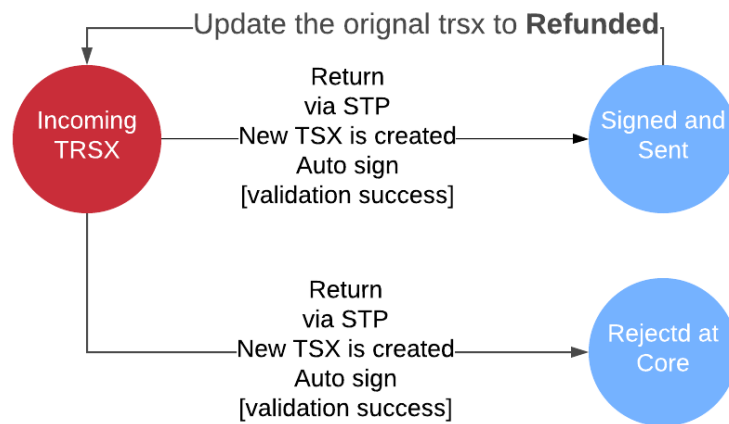 Update the orignal trsx to Refunded
Incoming
TRSX
Return
via STP
New TSX is created
Auto sign
[validation success]
Signed and
Sent
Return
via STP
New TSX is created
Auto sign
[validation success]
Rejectd at
Core